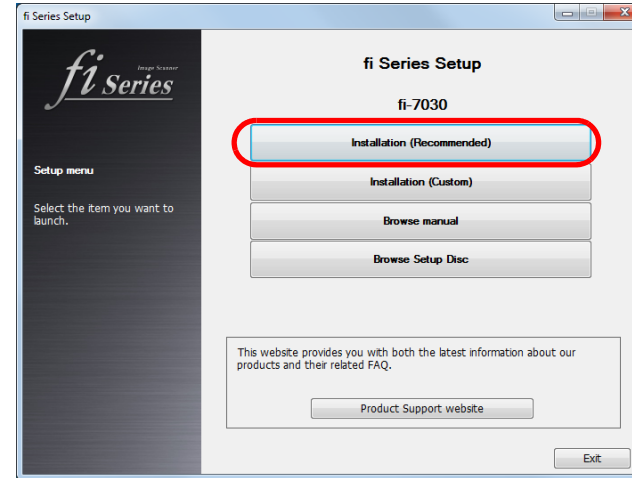 fi Series Setup
fi Image Scanner
Series
Setup menu
Select the item you want to
launch.
fi Series Setup
fi-7030
Installation (Recommended)
Installation (Custom)
Browse manual
Browse Setup Disc
This website provides you with both the latest information about our
products and their related FAQ.
Product Support website
Exit